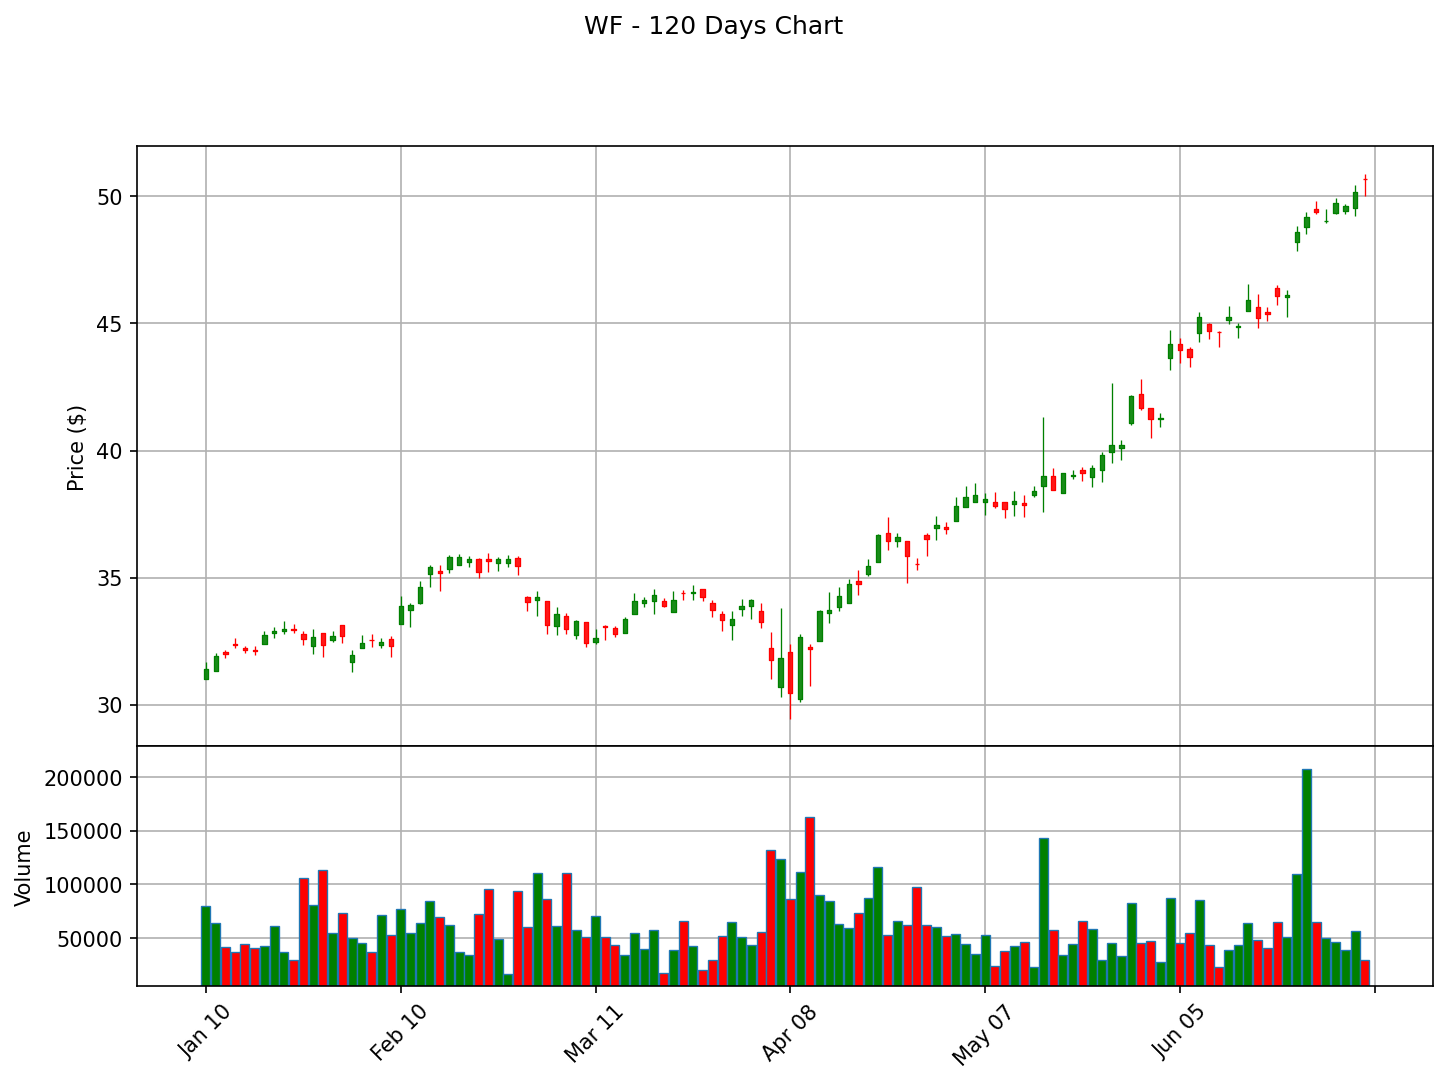 WF - 120 Days Chart
Price ($)
50
45
40
35
30
Volume
200000
150000
100000
50000
Jan 10
Feb 10
Mar 11
Apr 08
May 07
Jun 05